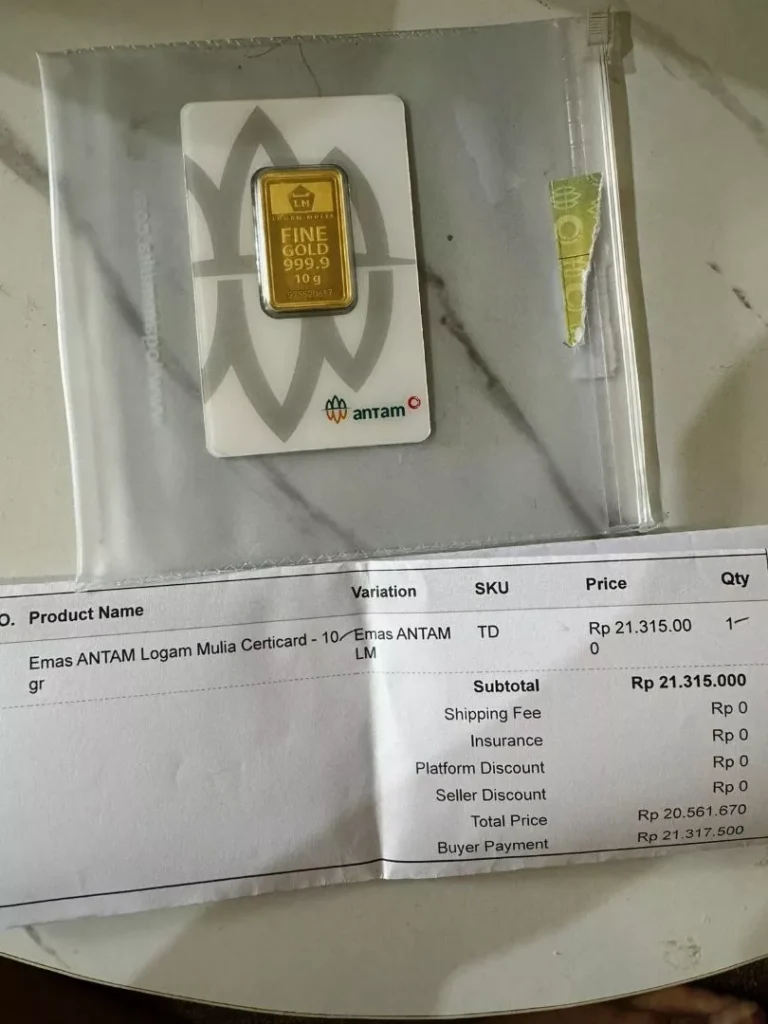 LM
LOGAM MULIA
FINE
GOLD
999.9
10 g
antam
O. Product Name Variation SKU Price Qty
Emas ANTAM Logam Mulia Certicard - 10 gr Emas ANTAM LM TD Rp 21.315.000 1
Subtotal Rp 21.315.000
Shipping Fee Rp 0
Insurance Rp 0
Platform Discount Rp 0
Seller Discount Rp 0
Total Price Rp 20.561.670
Buyer Payment Rp 21.317.500